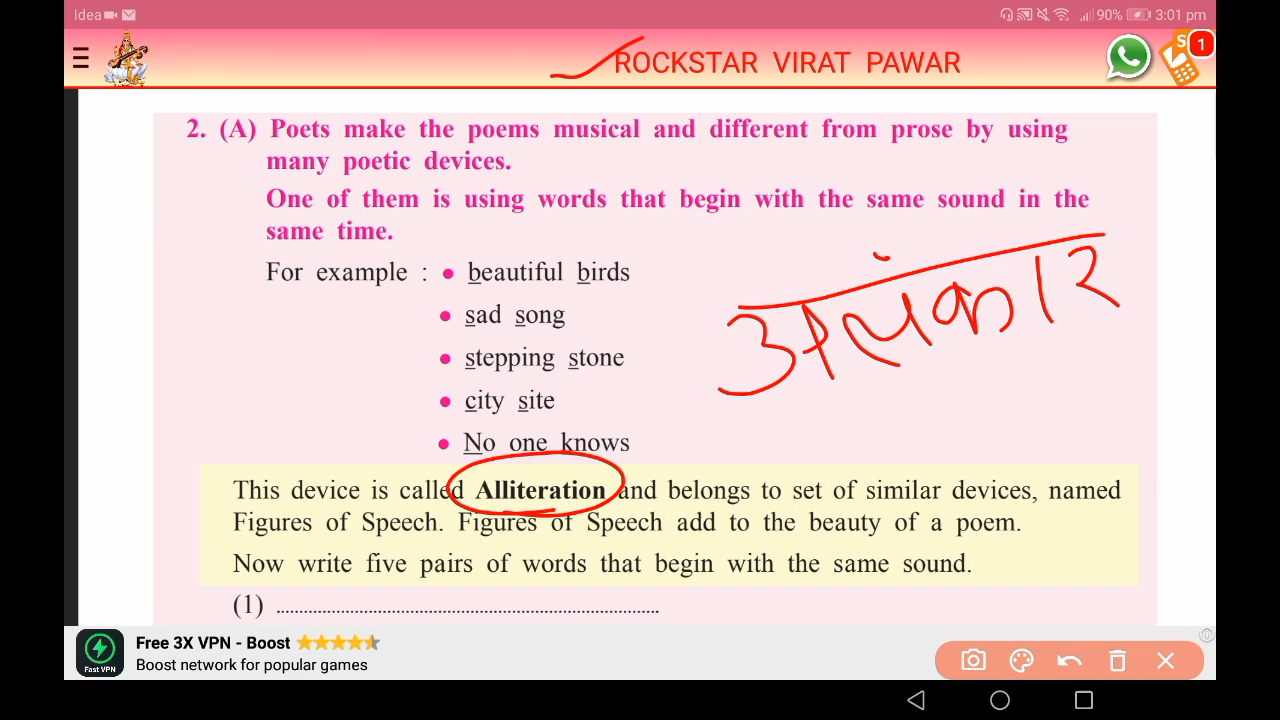 Idea
90% 3:01 pm
ROCKSTAR VIRAT PAWAR
S 1
2. (A) Poets make the poems musical and different from prose by using
many poetic devices.
One of them is using words that begin with the same sound in the
same time.
For example : • beautiful birds
• sad song
• stepping stone
• city site
• No one knows
अलंकार
This device is called Alliteration and belongs to set of similar devices, named
Figures of Speech. Figures of Speech add to the beauty of a poem.
Now write five pairs of words that begin with the same sound.
(1) ..................................................................................
Free 3X VPN - Boost
Boost network for popular games
Fast VPN